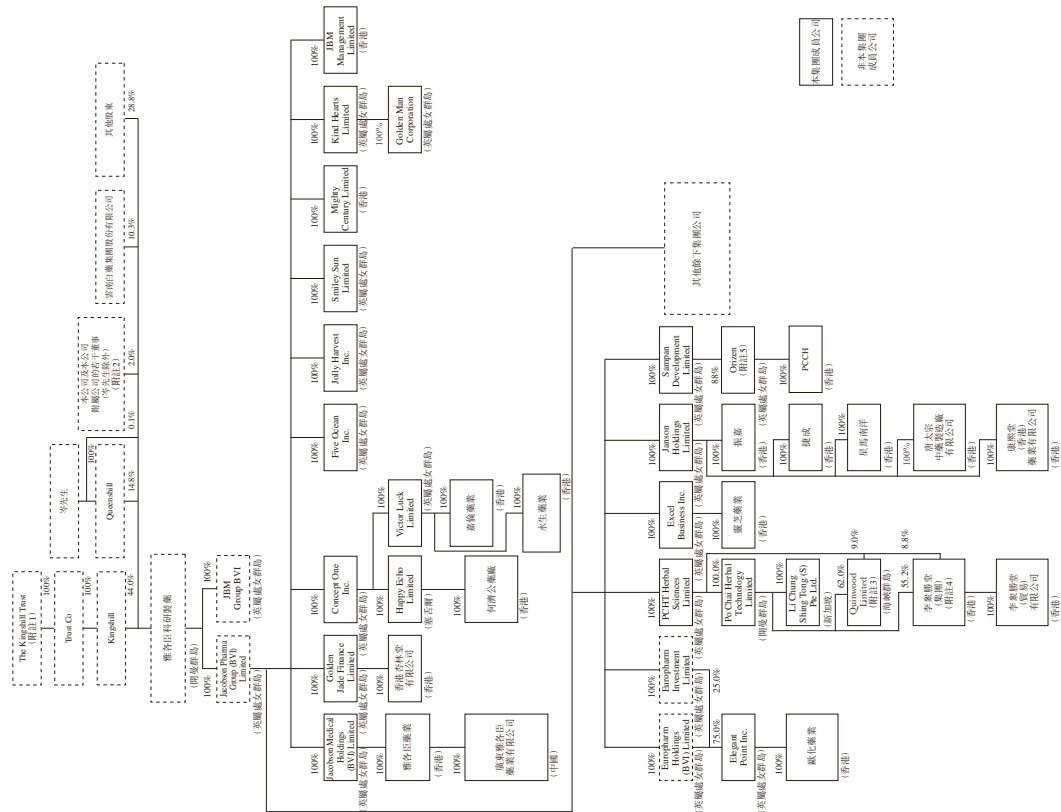 The Kingshill Trust
(附註1)
100%
Trust Co
100%
Kingshill
44.0%
岑先生
100%
Queenshill
14.8%
0.1%
本公司及本公司
附屬公司的若干董事
(岑先生除外)
(附註2)
2.0%
雲南白藥集團股份有限公司
10.3%
其他股東
28.8%
雅各臣科研製藥
(開曼群島)
100%
Jacobson Pharma
Group (BVI)
Limited
(英屬處女群島)
100%
JBM
Group BVI
(英屬處女群島)
100%
Jacobson Medical
Holdings
(BVI) Limited
(英屬處女群島)
100%
雅各臣藥業
(香港)
100%
廣東雅各臣
藥業有限公司
(中國)
100%
Golden
Jade Finance
Limited
(英屬處女群島)
100%
香港杏林堂
有限公司
(香港)
100%
Concept One
Inc.
(英屬處女群島)
100%
Happy Echo
Limited
(塞舌爾)
100%
何濟公藥廠
(香港)
100%
Victor Luck
Limited
(英屬處女群島)
100%
嘉倫藥業
(香港)
100%
永生藥業
(香港)
100%
Five Ocean
Inc.
(英屬處女群島)
100%
Jolly Harvest
Inc.
(英屬處女群島)
100%
Smiley Sun
Limited
(英屬處女群島)
100%
Mighty
Century Limited
(香港)
100%
Kind Hearts
Limited
(英屬處女群島)
100%
Golden Man
Corporation
(英屬處女群島)
100%
JBM
Management
Limited
(香港)
其他餘下集團公司
100%
Europharm
Holdings
(BVI) Limited
(英屬處女群島)
75.0%
Elegant
Point Inc.
(英屬處女群島)
100%
歐化藥業
(香港)
100%
Europharm
Investment
Limited
(英屬處女群島)
25.0%
100%
PCHT Herbal
Sciences
Limited
(英屬處女群島)
100.0%
Po Chai Herbal
Technology
Limited
(開曼群島)
100%
Li Chung
Shing Tong (S)
Pte Ltd.
(新加坡)
62.0%
9.0%
Quinwood
Limited
(附註3)
(海峽群島)
55.2%
8.8%
李衆勝堂
(集團)
(附註4)
(香港)
100%
李衆勝堂
(貿易)
有限公司
(香港)
100%
Excel
Business Inc.
(英屬處女群島)
100%
靈芝藥業
(香港)
100%
Janson
Holdings
Limited
(英屬處女群島)
100%
張嘉
(香港)
100%
捷成
(香港)
100%
星馬南洋
(香港)
100%
唐太宗
中藥製造廠
有限公司
(香港)
100%
康熙堂
(香港)
藥業有限公司
(香港)
100%
Sampan
Development
Limited
(英屬處女群島)
88%
Orizen
(附註5)
(英屬處女群島)
100%
PCCH
(香港)
本集團成員公司
非本集團
成員公司